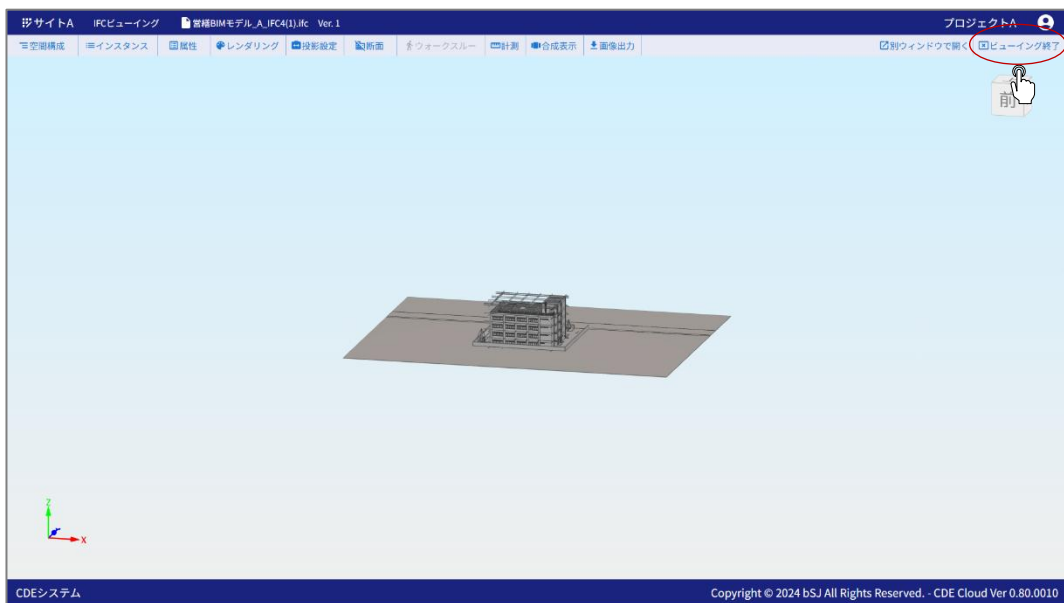 サイトA IFCビューイング 営繕BIMモデル_A_IFC4(1).ifc Ver. 1 プロジェクトA
空間構成 インスタンス 属性 レンダリング 投影設定 断面 ウォークスルー 計測 合成表示 画像出力 別ウィンドウで開く ビューイング終了
前
Z
Y
X
CDEシステム Copyright © 2024 bSJ All Rights Reserved. - CDE Cloud Ver 0.80.0010